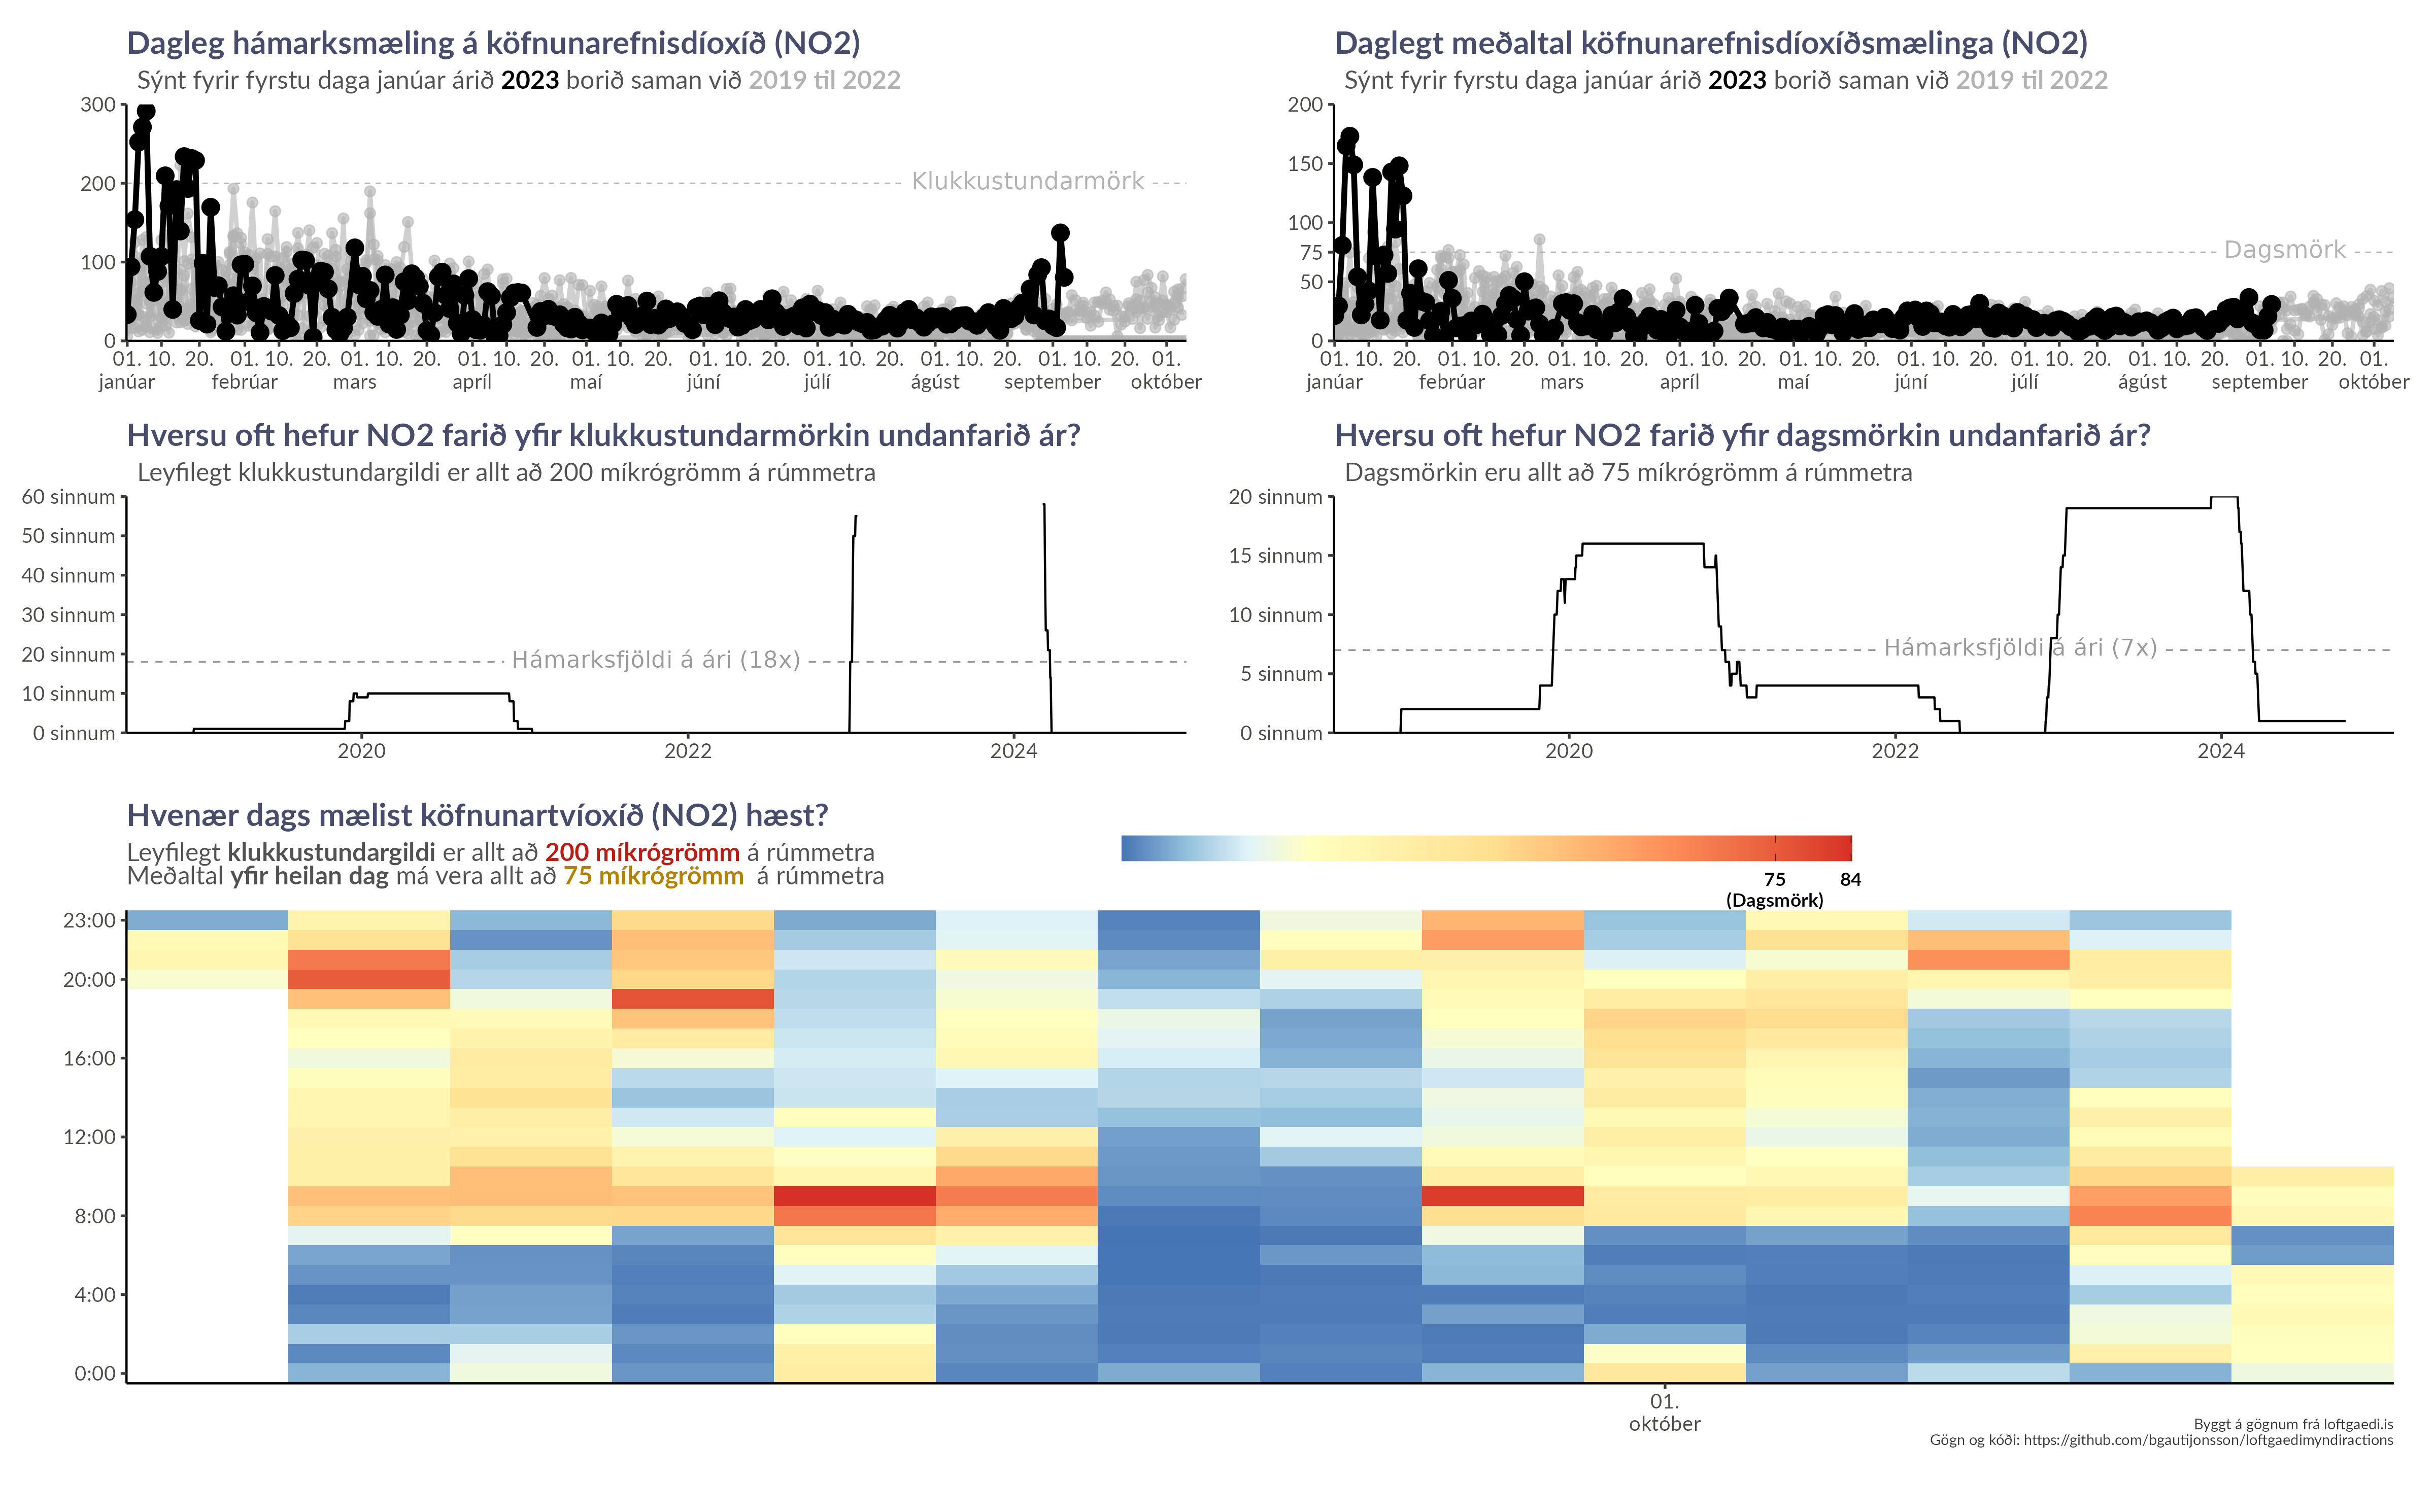 Dagleg hámarksmæling á köfnunarefnisdíoxíð (NO2)
Sýnt fyrir fyrstu daga janúar árið 2023 borið saman við 2019 til 2022
300
200
100
0
Klukkustundarmörk
01. 10. 20. 01. 10. 20. 01. 10. 20. 01. 10. 20. 01. 10. 20. 01. 10. 20. 01. 10. 20. 01. 10. 20. 01. 10. 20. 01.
janúar febrúar mars apríl maí júní júlí ágúst september október
Daglegt meðaltal köfnunarefnisdíoxíðsmælinga (NO2)
Sýnt fyrir fyrstu daga janúar árið 2023 borið saman við 2019 til 2022
200
150
100
75
50
0
Dagsmörk
01. 10. 20. 01. 10. 20. 01. 10. 20. 01. 10. 20. 01. 10. 20. 01. 10. 20. 01. 10. 20. 01. 10. 20. 01. 10. 20. 01.
janúar febrúar mars apríl maí júní júlí ágúst september október
Hversu oft hefur NO2 farið yfir klukkustundarmörkin undanfarið ár?
Leyfilegt klukkustundargildi er allt að 200 míkrógrömm á rúmmetra
60 sinnum
50 sinnum
40 sinnum
30 sinnum
20 sinnum
10 sinnum
0 sinnum
Hámarksfjöldi á ári (18x)
2020 2022 2024
Hversu oft hefur NO2 farið yfir dagsmörkin undanfarið ár?
Dagsmörkin eru allt að 75 míkrógrömm á rúmmetra
20 sinnum
15 sinnum
10 sinnum
5 sinnum
0 sinnum
Hámarksfjöldi á ári (7x)
2020 2022 2024
Hvenær dags mælist köfnunartvíoxíð (NO2) hæst?
Leyfilegt klukkustundargildi er allt að 200 míkrógrömm á rúmmetra
Meðaltal yfir heilan dag má vera allt að 75 míkrógrömm á rúmmetra
75 84
(Dagsmörk)
23:00
20:00
16:00
12:00
8:00
4:00
0:00
01.
október
Byggt á gögnum frá loftgaedi.is
Gögn og kóði: https://github.com/bgautijonsson/loftgaedimyndiractions